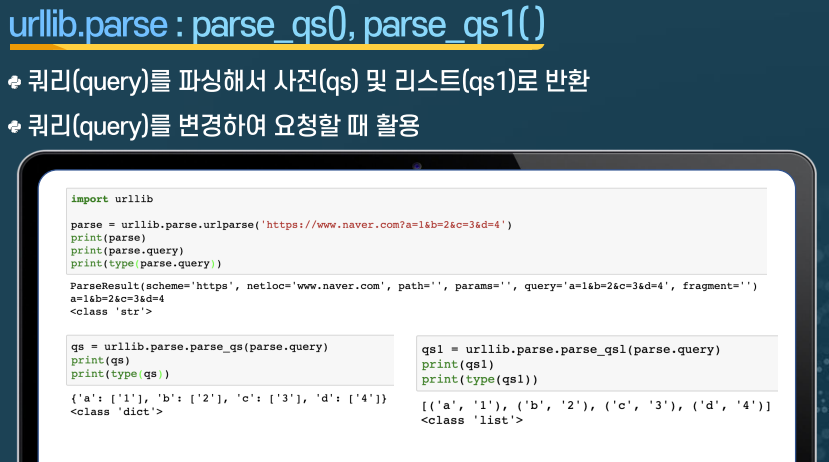 urllib.parse : parse_qs(), parse_qs1()
쿼리(query)를 파싱해서 사전(qs) 및 리스트(qs1)로 반환
쿼리(query)를 변경하여 요청할 때 활용
import urllib
parse = urllib.parse.urlparse('https://www.naver.com?a=1&b=2&c=3&d=4')
print(parse)
print(parse.query)
print(type(parse.query))
ParseResult(scheme='https', netloc='www.naver.com', path='', params='', query='a=1&b=2&c=3&d=4', fragment='')
a=1&b=2&c=3&d=4
<class 'str'>
qs = urllib.parse.parse_qs(parse.query)
print(qs)
print(type(qs))
{'a': ['1'], 'b': ['2'], 'c': ['3'], 'd': ['4']}
<class 'dict'>
qs1 = urllib.parse.parse_qsl(parse.query)
print(qs1)
print(type(qs1))
[('a', '1'), ('b', '2'), ('c', '3'), ('d', '4')]
<class 'list'>